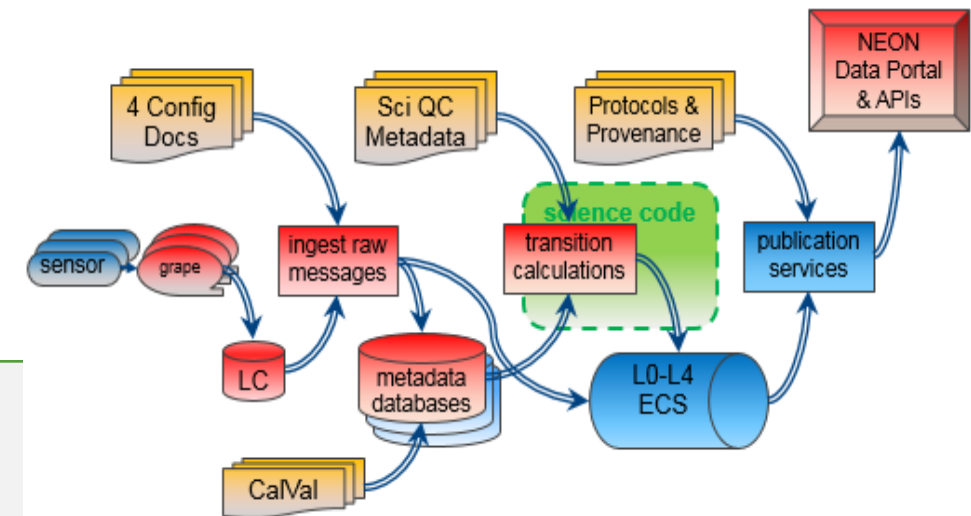 NEON
Data Portal
& APIs
4 Config
Docs
Sci QC
Metadata
Protocols &
Provenance
science code
sensor
grape
ingest raw
messages
transition
calculations
publication
services
LC
metadata
databases
L0-L4
ECS
CalVal